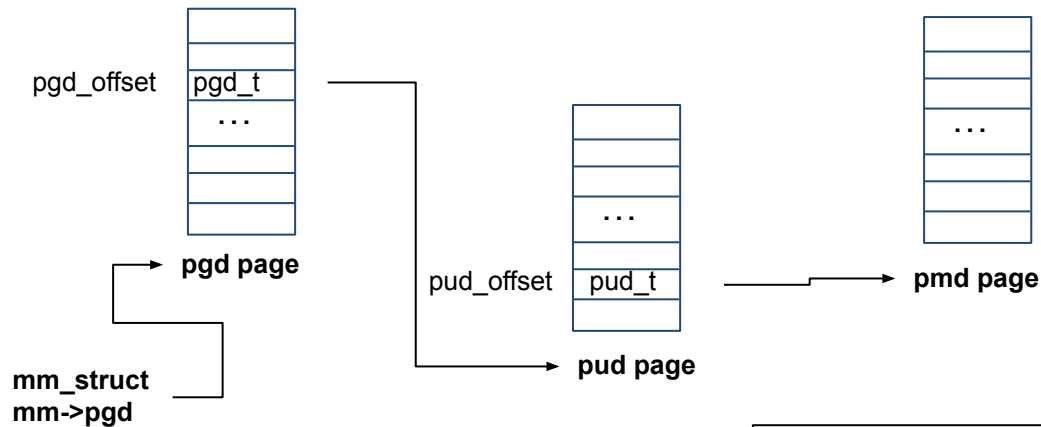 pgd_offset pgd_t
...
pgd page
...
pud_offset pud_t
pud page
...
pmd page
mm_struct
mm->pgd